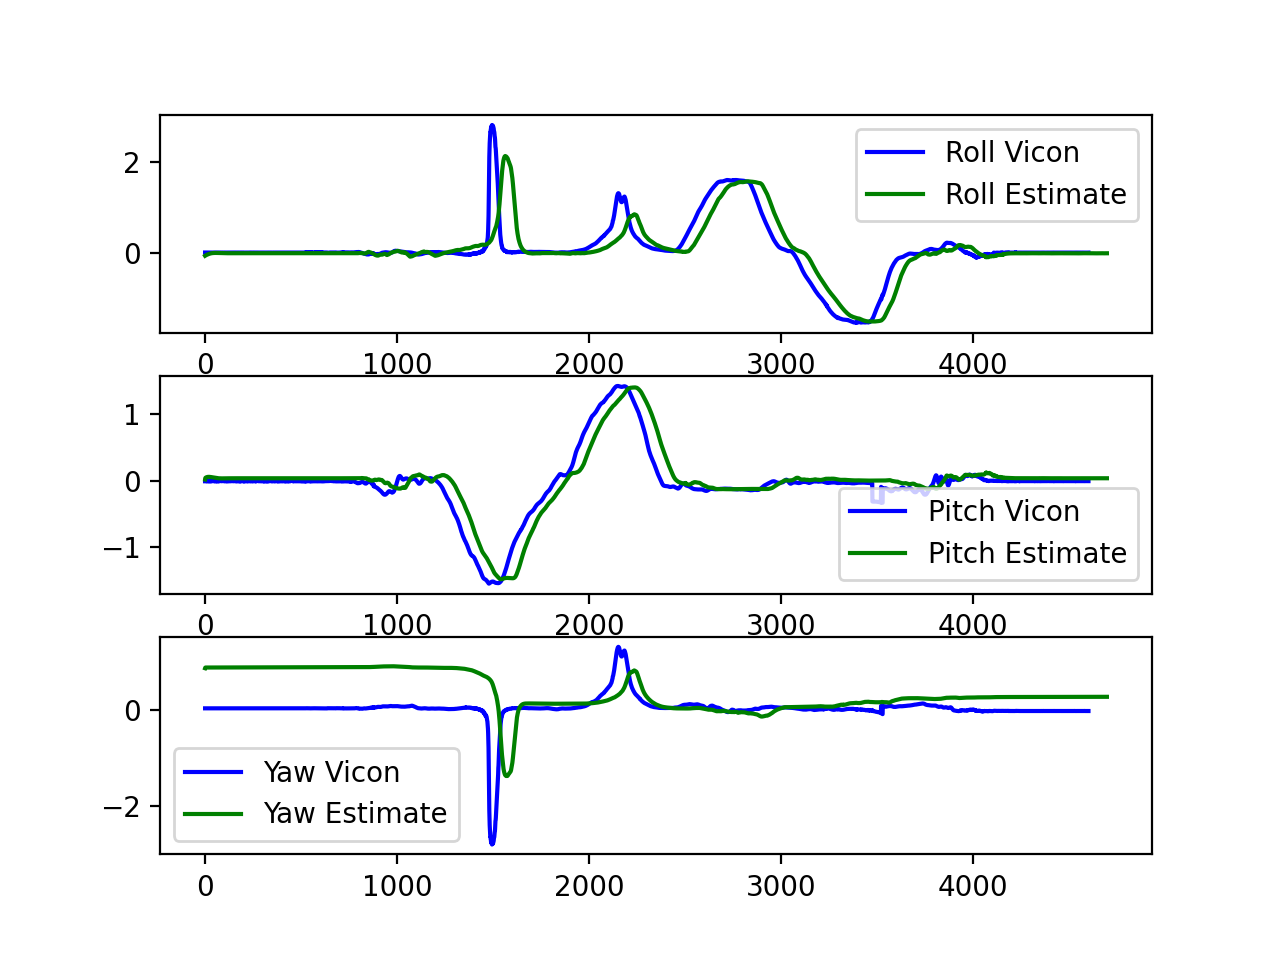 2
0
Roll Vicon
Roll Estimate
0 1000 2000 3000 4000
1
0
−1
Pitch Vicon
Pitch Estimate
0 1000 2000 3000 4000
0
−2
Yaw Vicon
Yaw Estimate
0 1000 2000 3000 4000